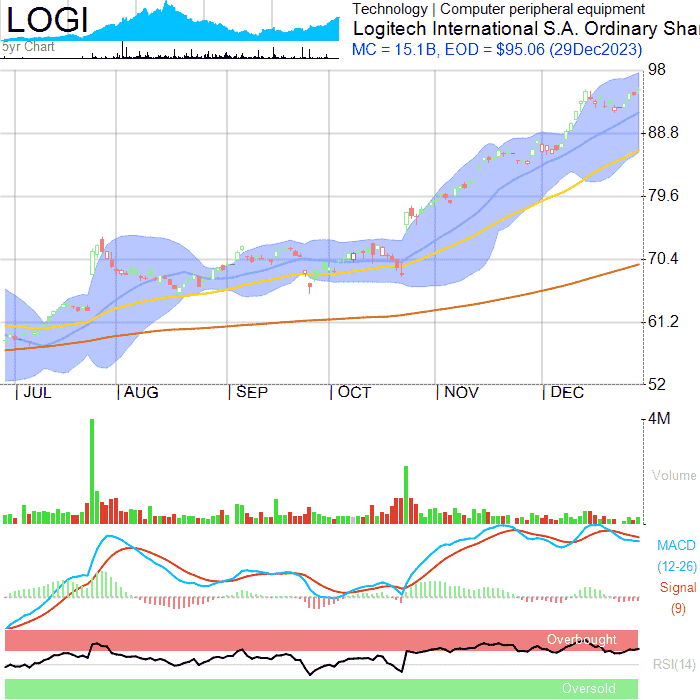 LOGI
5yr Chart
Technology | Computer peripheral equipment
Logitech International S.A. Ordinary Shar
MC = 15.1B, EOD = $95.06 (29Dec2023)
98
88.8
79.6
70.4
61.2
52
JUL AUG SEP OCT NOV DEC
4M
Volume
MACD
(12-26)
Signal
(9)
Overbought
RSI(14)
Oversold